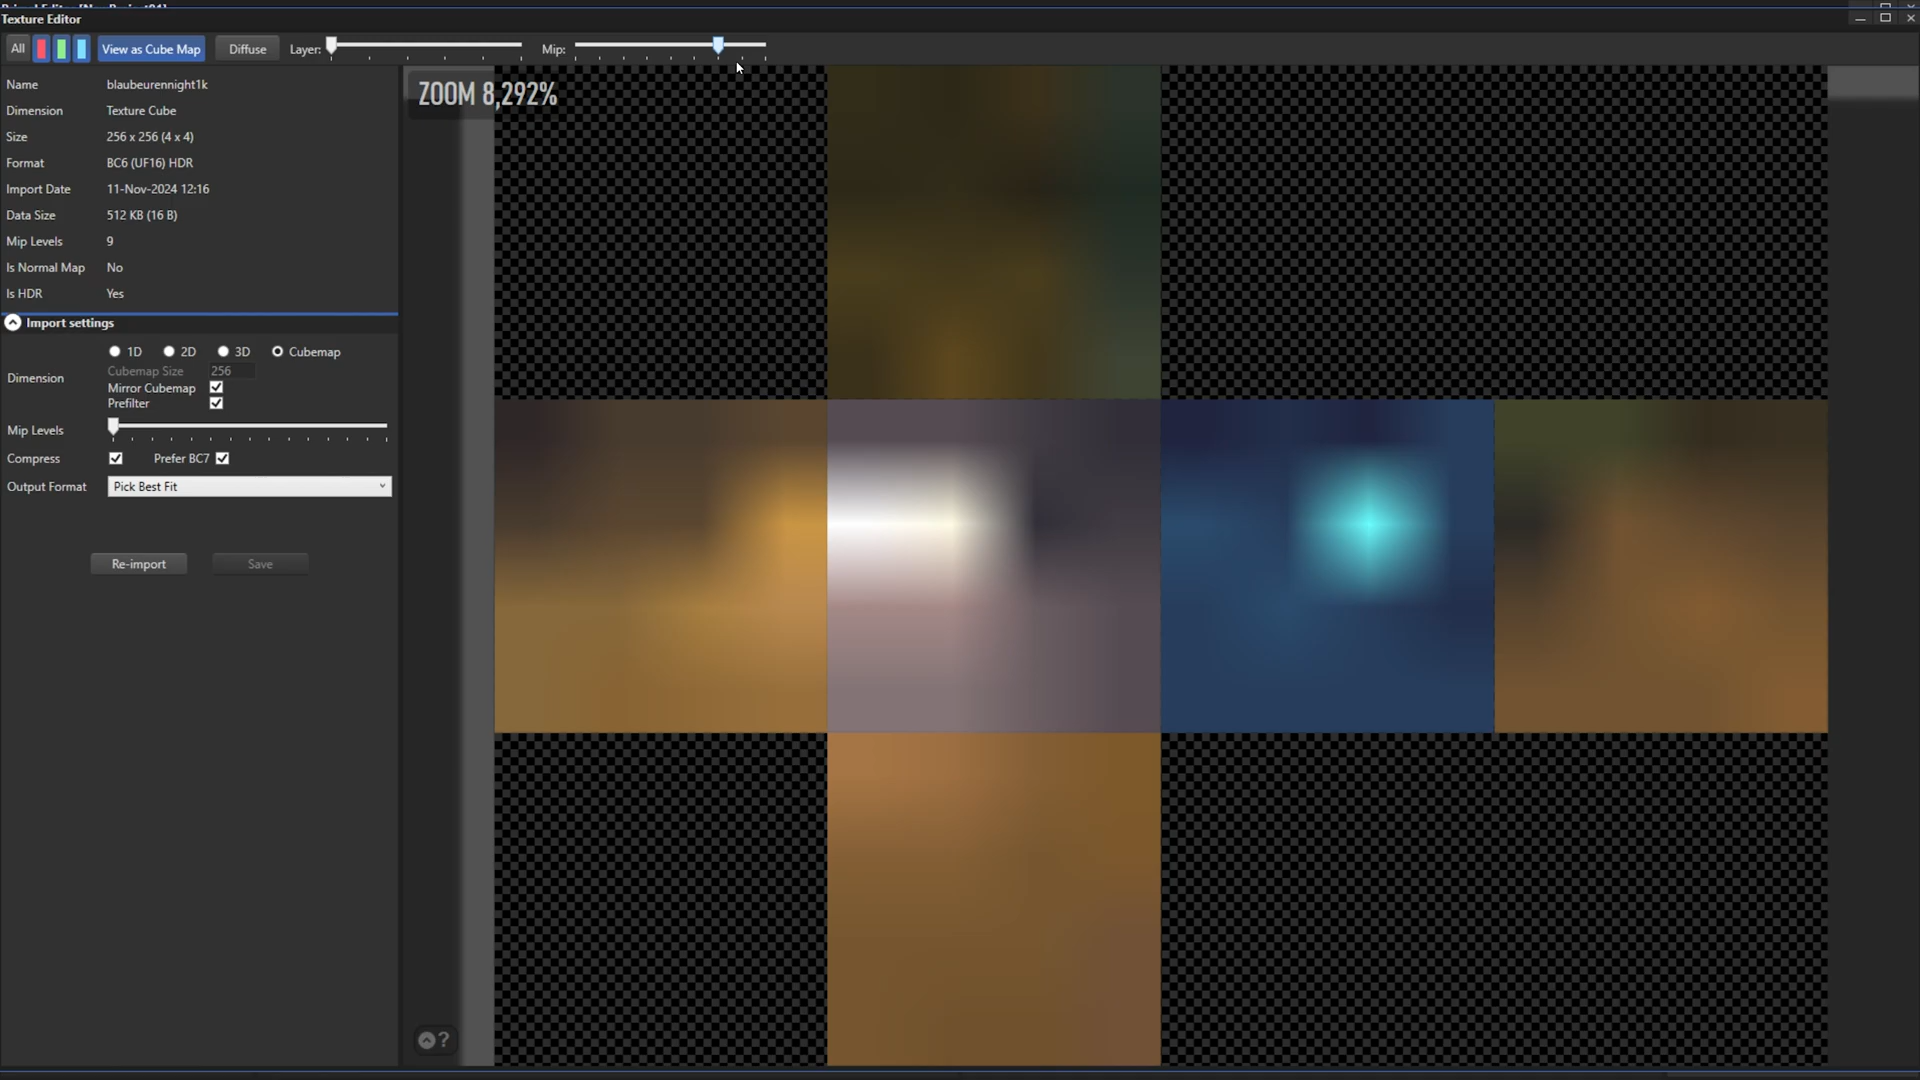 Texture Editor
All View as Cube Map Diffuse Layer: Mip:
ZOOM 8,292%
Name blaubeurennight1k
Dimension Texture Cube
Size 256 x 256 (4 x 4)
Format BC6 (UF16) HDR
Import Date 11-Nov-2024 12:16
Data Size 512 KB (16 B)
Mip Levels 9
Is Normal Map No
Is HDR Yes
Import settings
1D 2D 3D Cubemap
Cubemap Size 256
Dimension
Mirror Cubemap
Prefilter
Mip Levels
Compress Prefer BC7
Output Format Pick Best Fit
Re-import Save
?